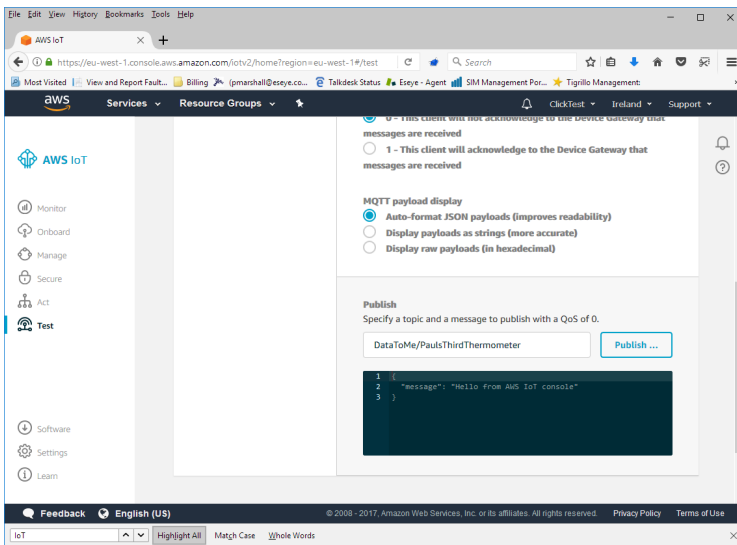 File Edit View History Bookmarks Tools Help
AWS IoT
https://eu-west-1.console.aws.amazon.com/iotv2/home?region=eu-west-1#/test
Search
Most Visited View and Report Fault... Billing (pmarshall@eseye.co... Talkdesk Status Eseye - Agent SIM Management Por... Tigrillo Management:
aws Services Resource Groups ClickTest Ireland Support
0 - This client will not acknowledge to the Device Gateway that
messages are received
1 - This client will acknowledge to the Device Gateway that
messages are received
AWS IoT
Monitor
Onboard
Manage
Secure
Act
Test
Software
Settings
Learn
MQTT payload display
Auto-format JSON payloads (improves readability)
Display payloads as strings (more accurate)
Display raw payloads (in hexadecimal)
Publish
Specify a topic and a message to publish with a QoS of 0.
DataToMe/PaulsThirdThermometer
Publish ...
1 {
2 "message": "Hello from AWS IoT console"
3 }
Feedback English (US) © 2008 - 2017, Amazon Web Services, Inc. or its affiliates. All rights reserved. Privacy Policy Terms of Use
IoT Highlight All Match Case Whole Words